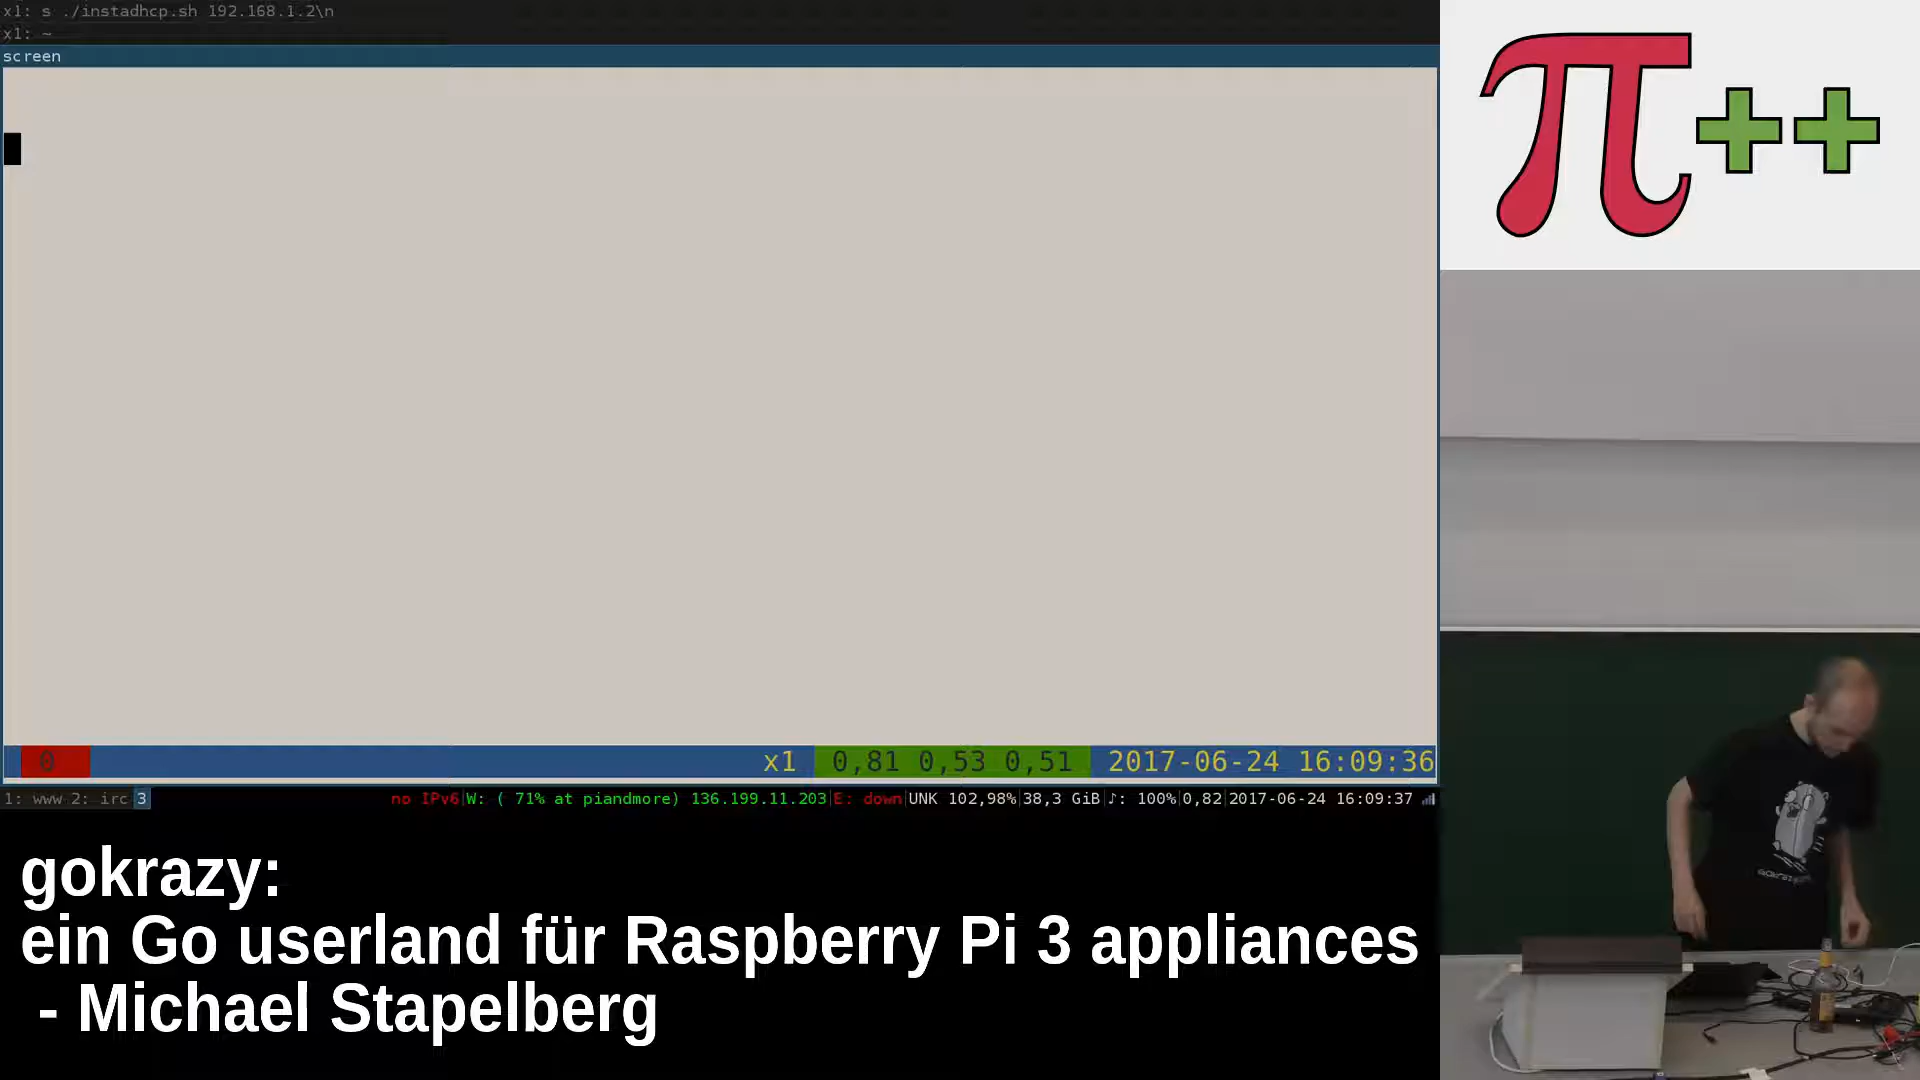 x1: s ./instadhcp.sh 192.168.1.2\n
x1: ~
screen
π++
0 x1 0,81 0,53 0,51 2017-06-24 16:09:36
1: www 2: irc 3 no IPv6|W: ( 71% at piandmore) 136.199.11.203|E: down|UNK 102,98%|38,3 GiB|♪: 100%|0,82|2017-06-24 16:09:37
gokrazy:
ein Go userland für Raspberry Pi 3 appliances
- Michael Stapelberg